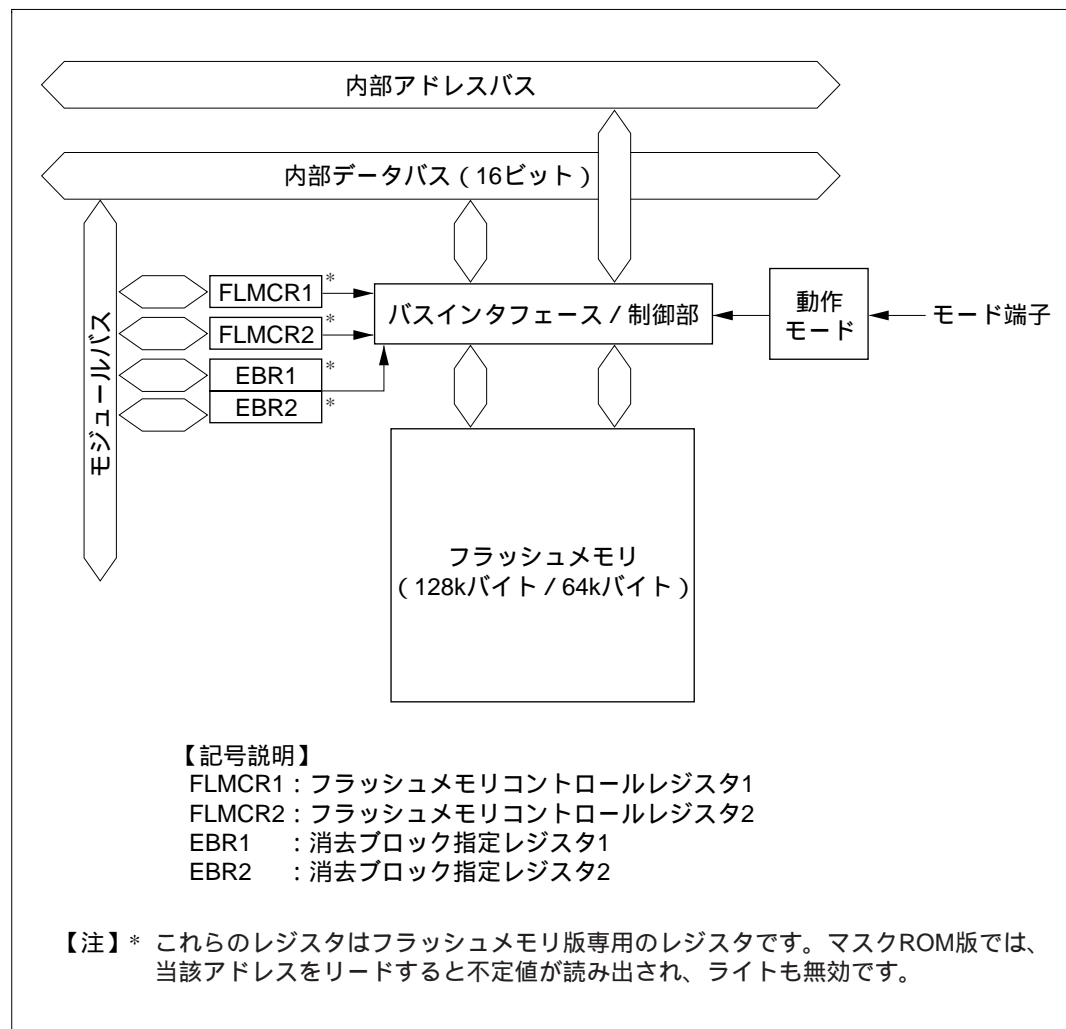 内部アドレスバス
内部データバス（16ビット）
モジュールバス
FLMCR1 *
FLMCR2 *
EBR1 *
EBR2 *
バスインタフェース / 制御部
動作
モード
モード端子
フラッシュメモリ
（128kバイト / 64kバイト）
【記号説明】
FLMCR1：フラッシュメモリコントロールレジスタ1
FLMCR2：フラッシュメモリコントロールレジスタ2
EBR1 ：消去ブロック指定レジスタ1
EBR2 ：消去ブロック指定レジスタ2
【注】* これらのレジスタはフラッシュメモリ版専用のレジスタです。マスクROM版では、
当該アドレスをリードすると不定値が読み出され、ライトも無効です。